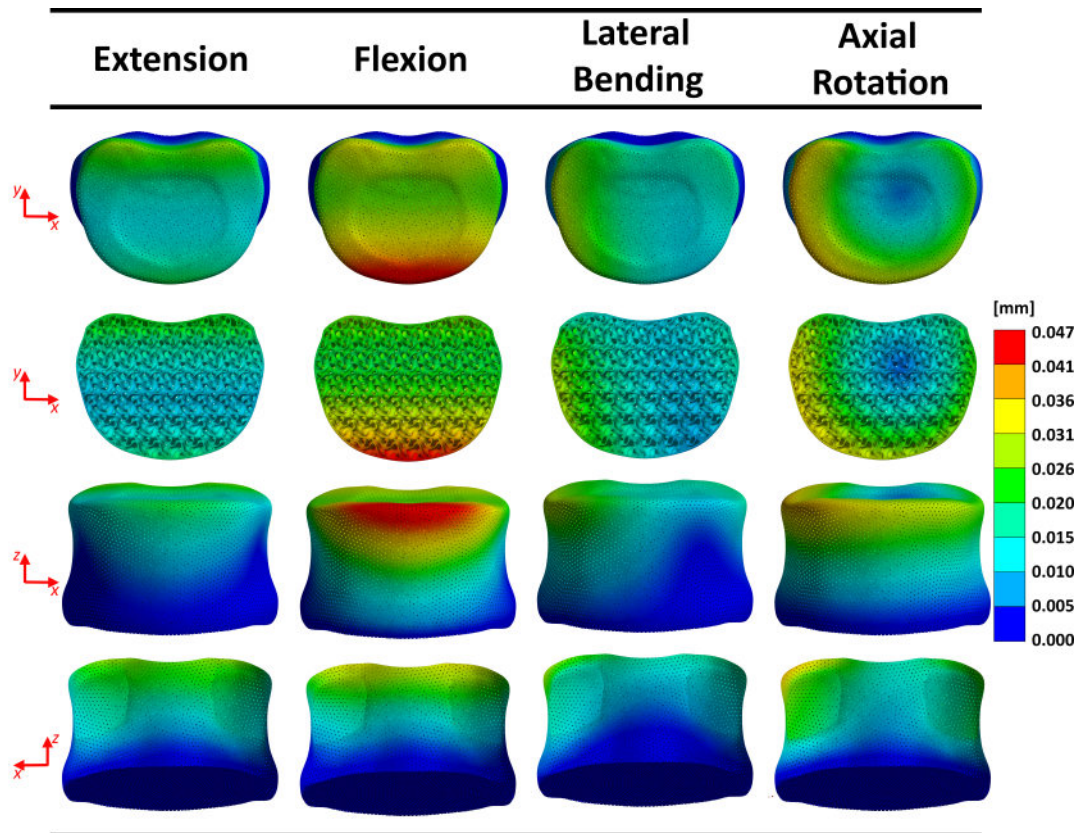 Extension
Flexion
Lateral
Bending
Axial
Rotation
y
x
y
x
[mm]
0.047
0.041
0.036
0.031
0.026
0.020
0.015
0.010
0.005
0.000
z
x
z
x